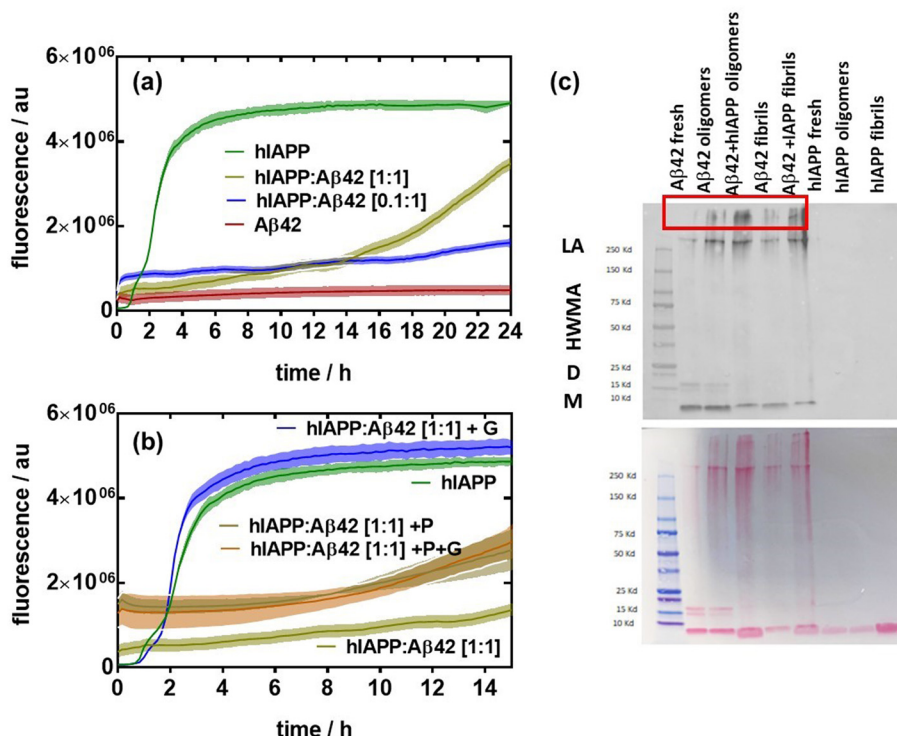 (a)
6×10⁰⁶
4×10⁰⁶
2×10⁰⁶
0
fluorescence / au
hIAPP
hIAPP:Aβ42 [1:1]
hIAPP:Aβ42 [0.1:1]
Aβ42
0 2 4 6 8 10 12 14 16 18 20 22 24
time / h
(b)
6×10⁰⁶
4×10⁰⁶
2×10⁰⁶
0
fluorescence / au
hIAPP:Aβ42 [1:1] + G
hIAPP
hIAPP:Aβ42 [1:1] +P
hIAPP:Aβ42 [1:1] +P+G
hIAPP:Aβ42 [1:1]
0 2 4 6 8 10 12 14
time / h
(c)
Aβ42 fresh
Aβ42 oligomers
Aβ42+hIAPP oligomers
Aβ42 fibrils
Aβ42 +IAPP fibrils
hIAPP fresh
hIAPP oligomers
hIAPP fibrils
LA
HWMA
D
M
250 Kd
150 Kd
75 Kd
50 Kd
25 Kd
15 Kd
10 Kd
250 Kd
150 Kd
75 Kd
50 Kd
25 Kd
15 Kd
10 Kd